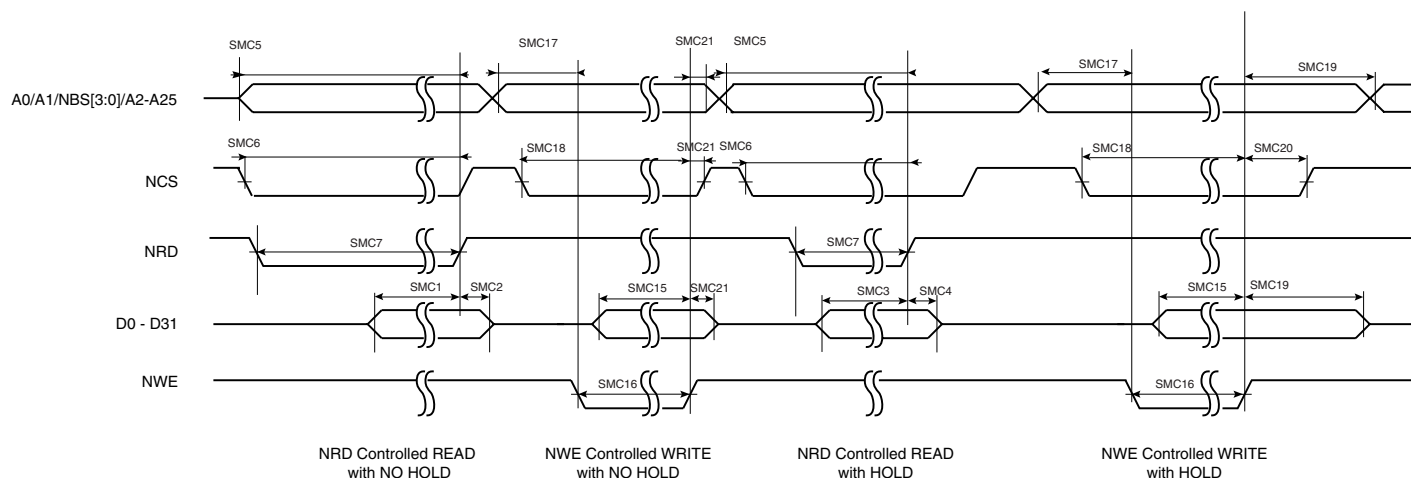 SMC5 SMC17 SMC21 SMC5 SMC17 SMC19
A0/A1/NBS[3:0]/A2-A25
SMC6 SMC18 SMC21 SMC6 SMC18 SMC20
NCS
NRD SMC7 SMC7
SMC1 SMC2 SMC15 SMC21 SMC3 SMC4 SMC15 SMC19
D0 - D31
NWE SMC16 SMC16
NRD Controlled READ
with NO HOLD
NWE Controlled WRITE
with NO HOLD
NRD Controlled READ
with HOLD
NWE Controlled WRITE
with HOLD